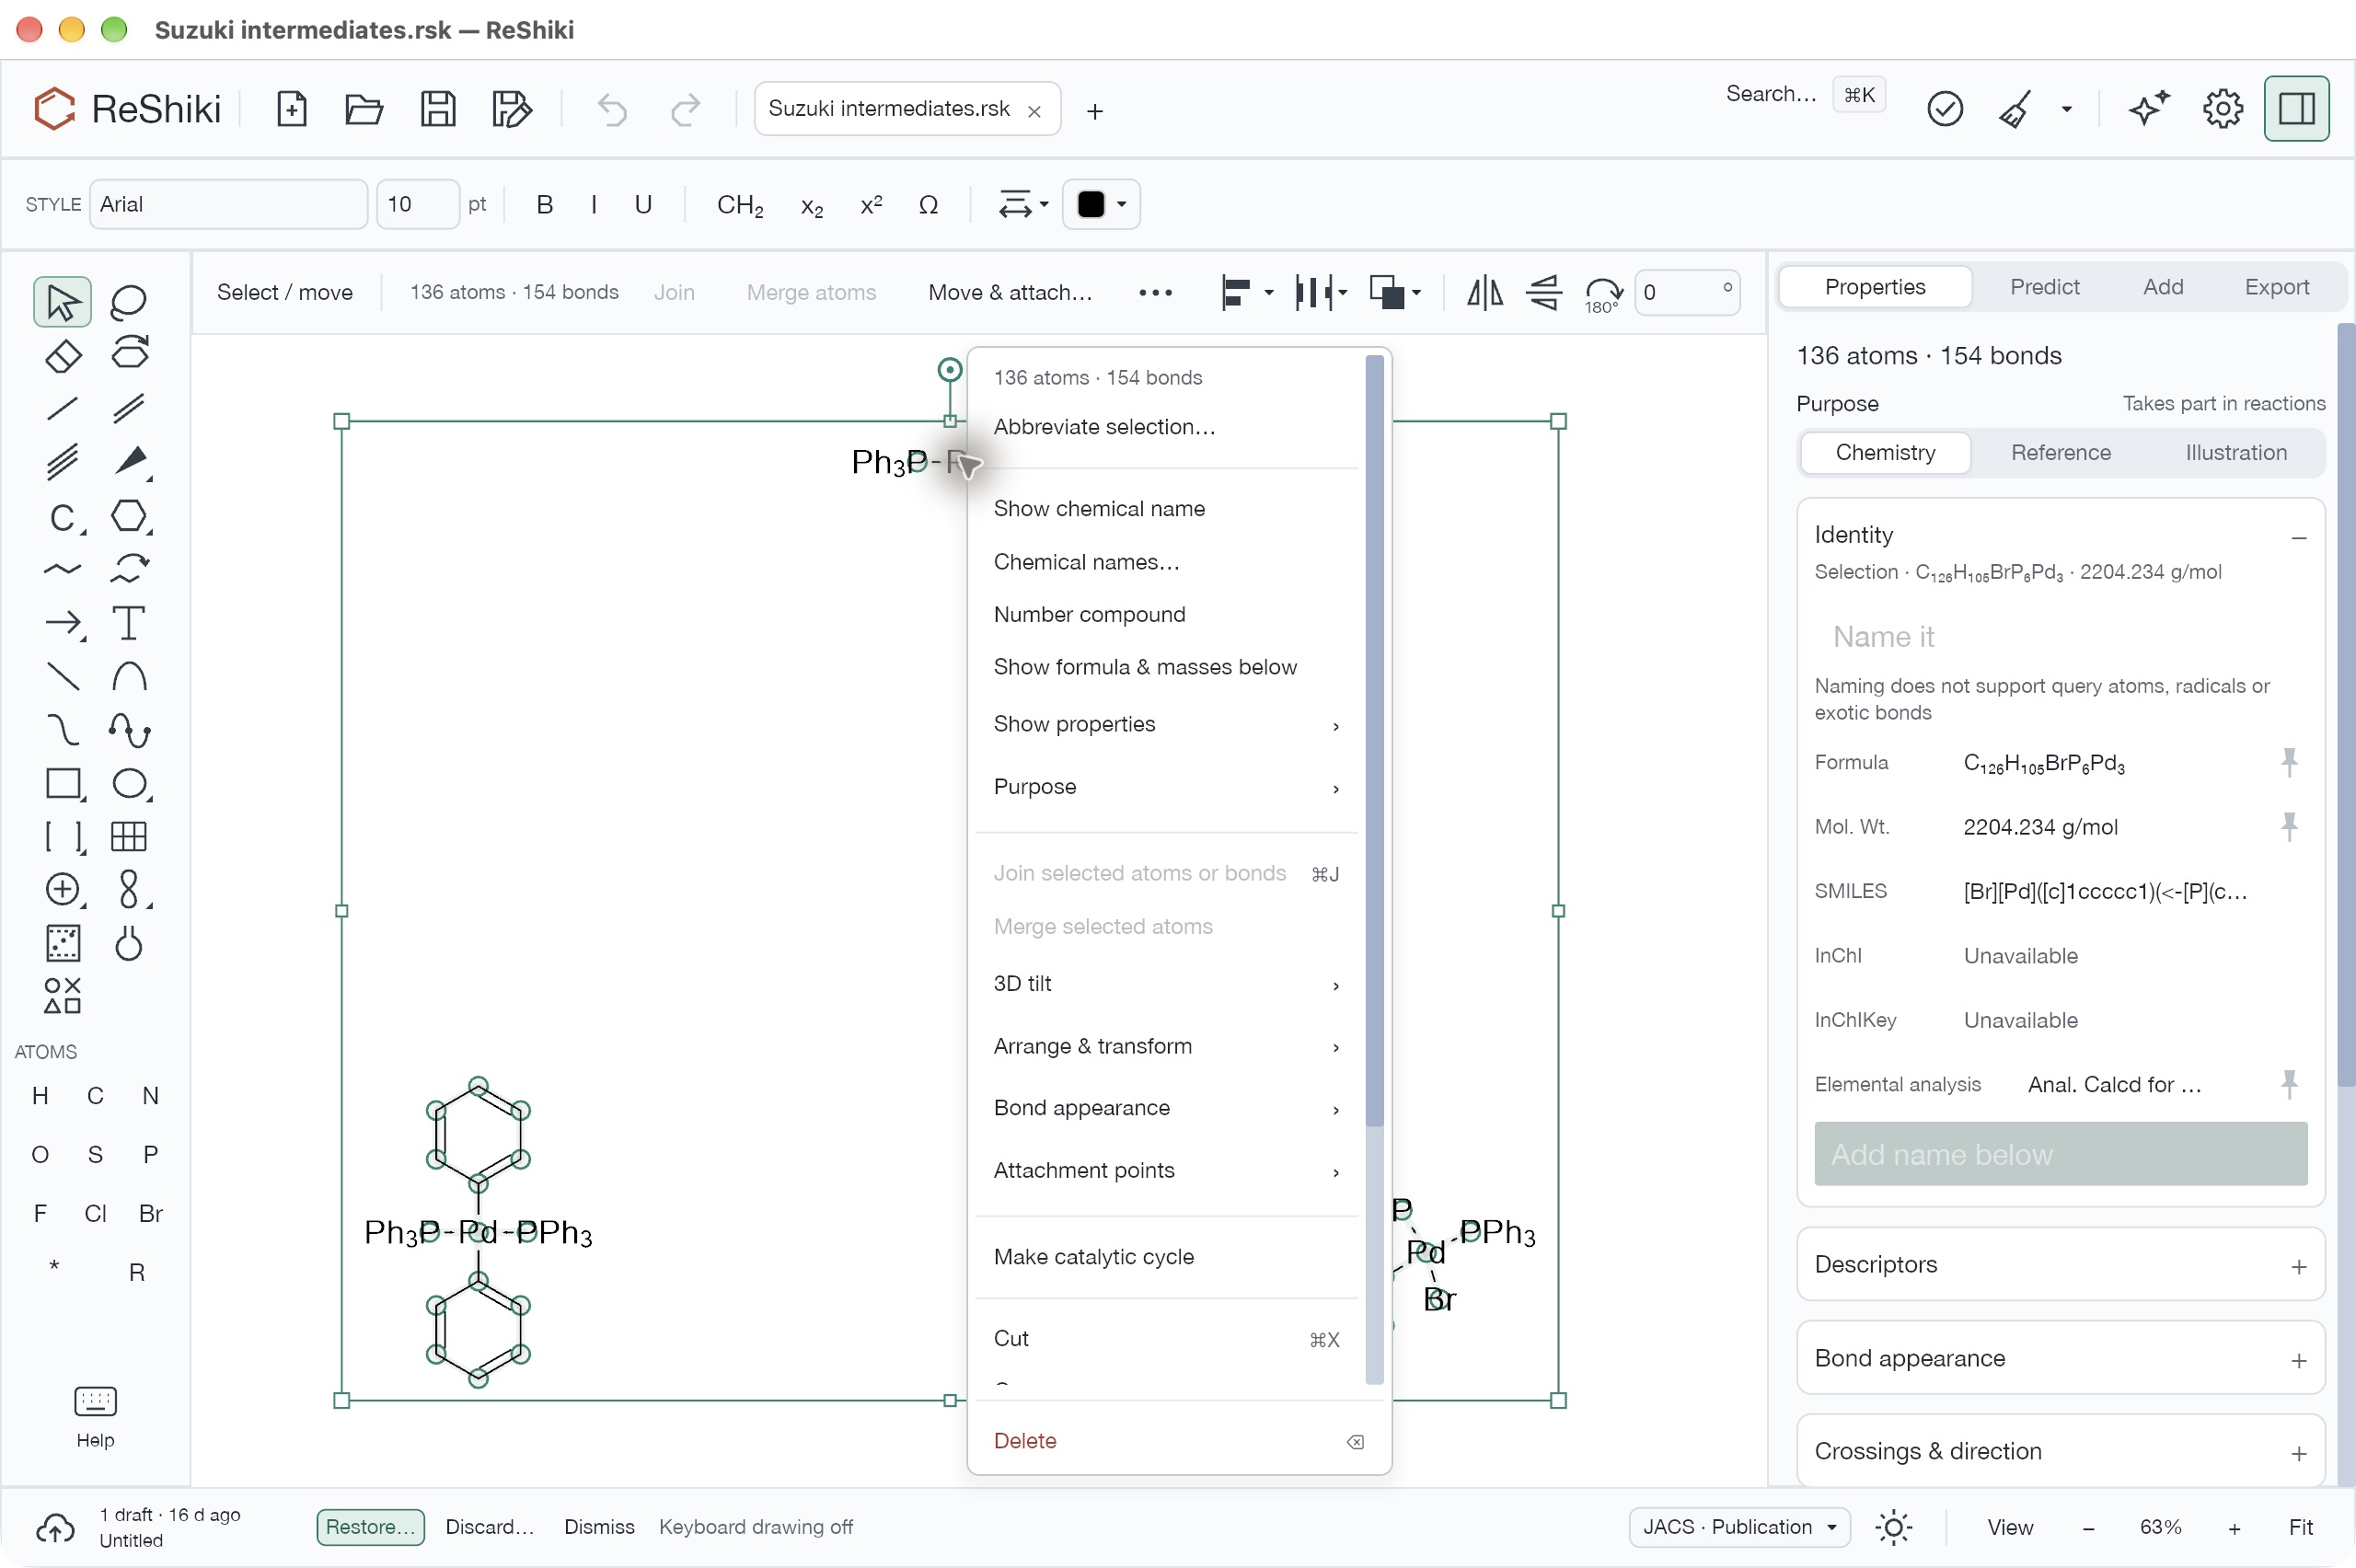 Suzuki intermediates.rsk — ReShiki
ReShiki
Suzuki intermediates.rsk ×
+
Search… ⌘K
STYLE Arial 10 pt B I U CH₂ x₂ x² Ω
Select / move 136 atoms · 154 bonds Join Merge atoms Move & attach… ••• 180° 0 °
Properties Predict Add Export
136 atoms · 154 bonds
Purpose Takes part in reactions
Chemistry Reference Illustration
Identity
Selection · C₁₂₆H₁₀₅BrP₆Pd₃ · 2204.234 g/mol
Name it
Naming does not support query atoms, radicals or
exotic bonds
Formula C₁₂₆H₁₀₅BrP₆Pd₃
Mol. Wt. 2204.234 g/mol
SMILES [Br][Pd]([c]1ccccc1)(<-[P](c…
InChI Unavailable
InChIKey Unavailable
Elemental analysis Anal. Calcd for …
Add name below
Descriptors +
Bond appearance +
Crossings & direction +
C
T
[ ]
ATOMS
H C N
O S P
F Cl Br
* R
Help
Ph₃P
136 atoms · 154 bonds
Abbreviate selection…
Show chemical name
Chemical names…
Number compound
Show formula & masses below
Show properties ›
Purpose ›
Join selected atoms or bonds ⌘J
Merge selected atoms
3D tilt ›
Arrange & transform ›
Bond appearance ›
Attachment points ›
Make catalytic cycle
Cut ⌘X
Delete ⌫
Ph₃P Pd PPh₃
P
Pd PPh₃
Br
1 draft · 16 d ago
Untitled
Restore… Discard… Dismiss Keyboard drawing off
JACS · Publication View − 63% + Fit